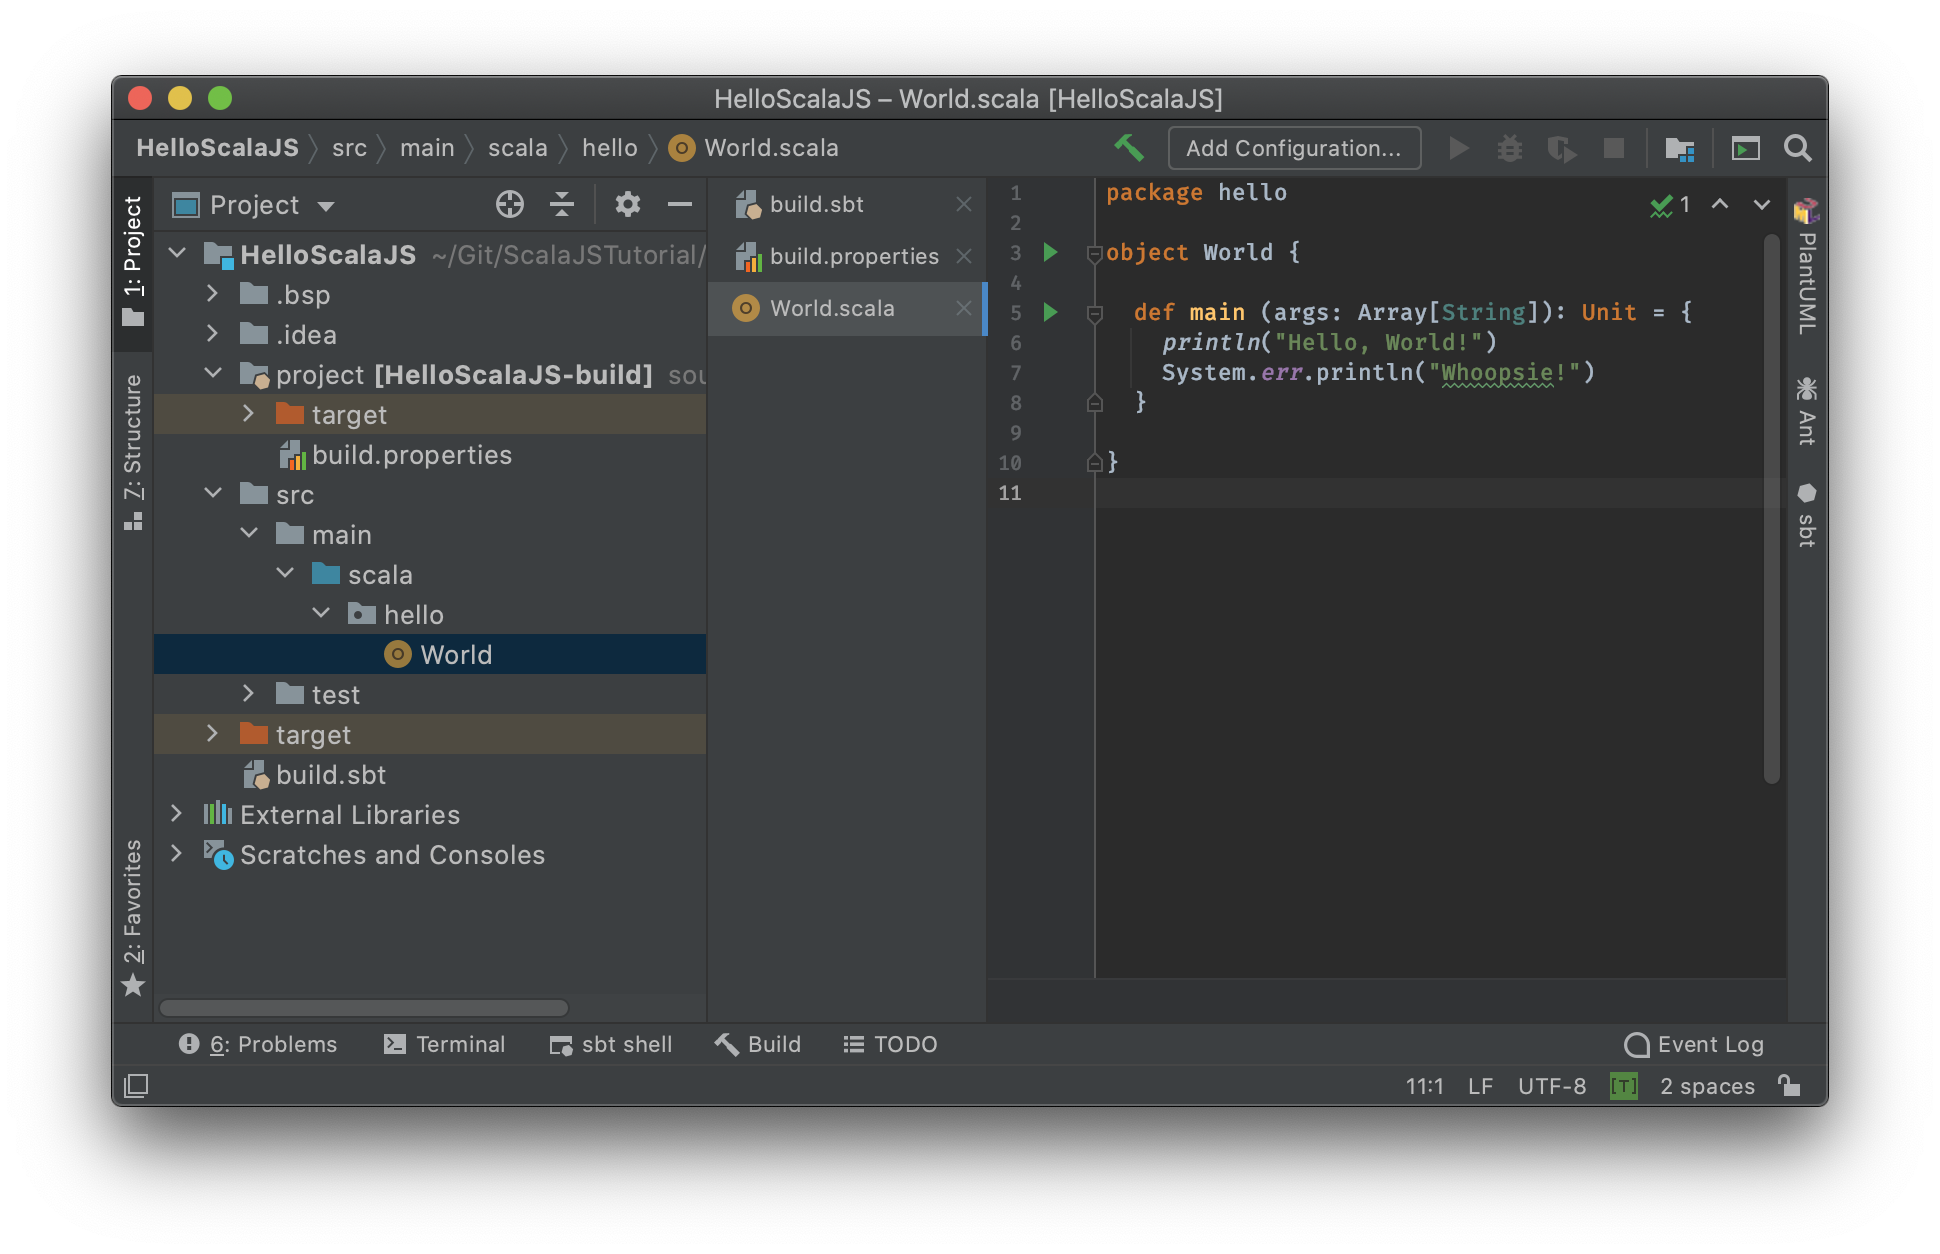 HelloScalaJS – World.scala [HelloScalaJS]
HelloScalaJS src main scala hello World.scala
Add Configuration...
1: Project
7: Structure
2: Favorites
Project
HelloScalaJS ~/Git/ScalaJSTutorial/
.bsp
.idea
project [HelloScalaJS-build] sou
target
build.properties
src
main
scala
hello
World
test
target
build.sbt
External Libraries
Scratches and Consoles
build.sbt
build.properties
World.scala
1 package hello
2
3 object World {
4
5 def main (args: Array[String]): Unit = {
6 println("Hello, World!")
7 System.err.println("Whoopsie!")
8 }
9
10 }
11
1
PlantUML
Ant
sbt
6: Problems Terminal sbt shell Build TODO Event Log
11:1 LF UTF-8 [T] 2 spaces